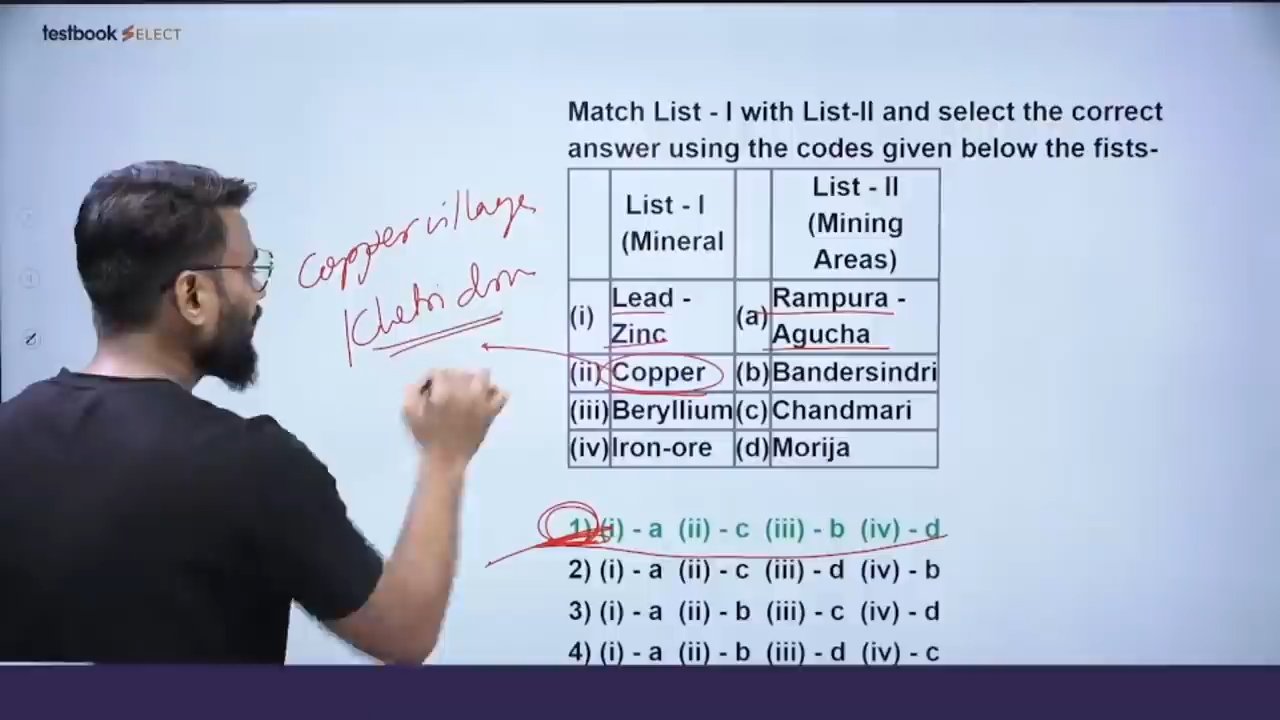 testbook SELECT
Match List - I with List-II and select the correct
answer using the codes given below the fists-
List - I
(Mineral
List - II
(Mining
Areas)
(i) Lead -
Zinc
(a) Rampura -
Agucha
(ii) Copper (b) Bandersindri
(iii) Beryllium (c) Chandmari
(iv) Iron-ore (d) Morija
copper village
Khetri
1) (i) - a (ii) - c (iii) - b (iv) - d
2) (i) - a (ii) - c (iii) - d (iv) - b
3) (i) - a (ii) - b (iii) - c (iv) - d
4) (i) - a (ii) - b (iii) - d (iv) - c